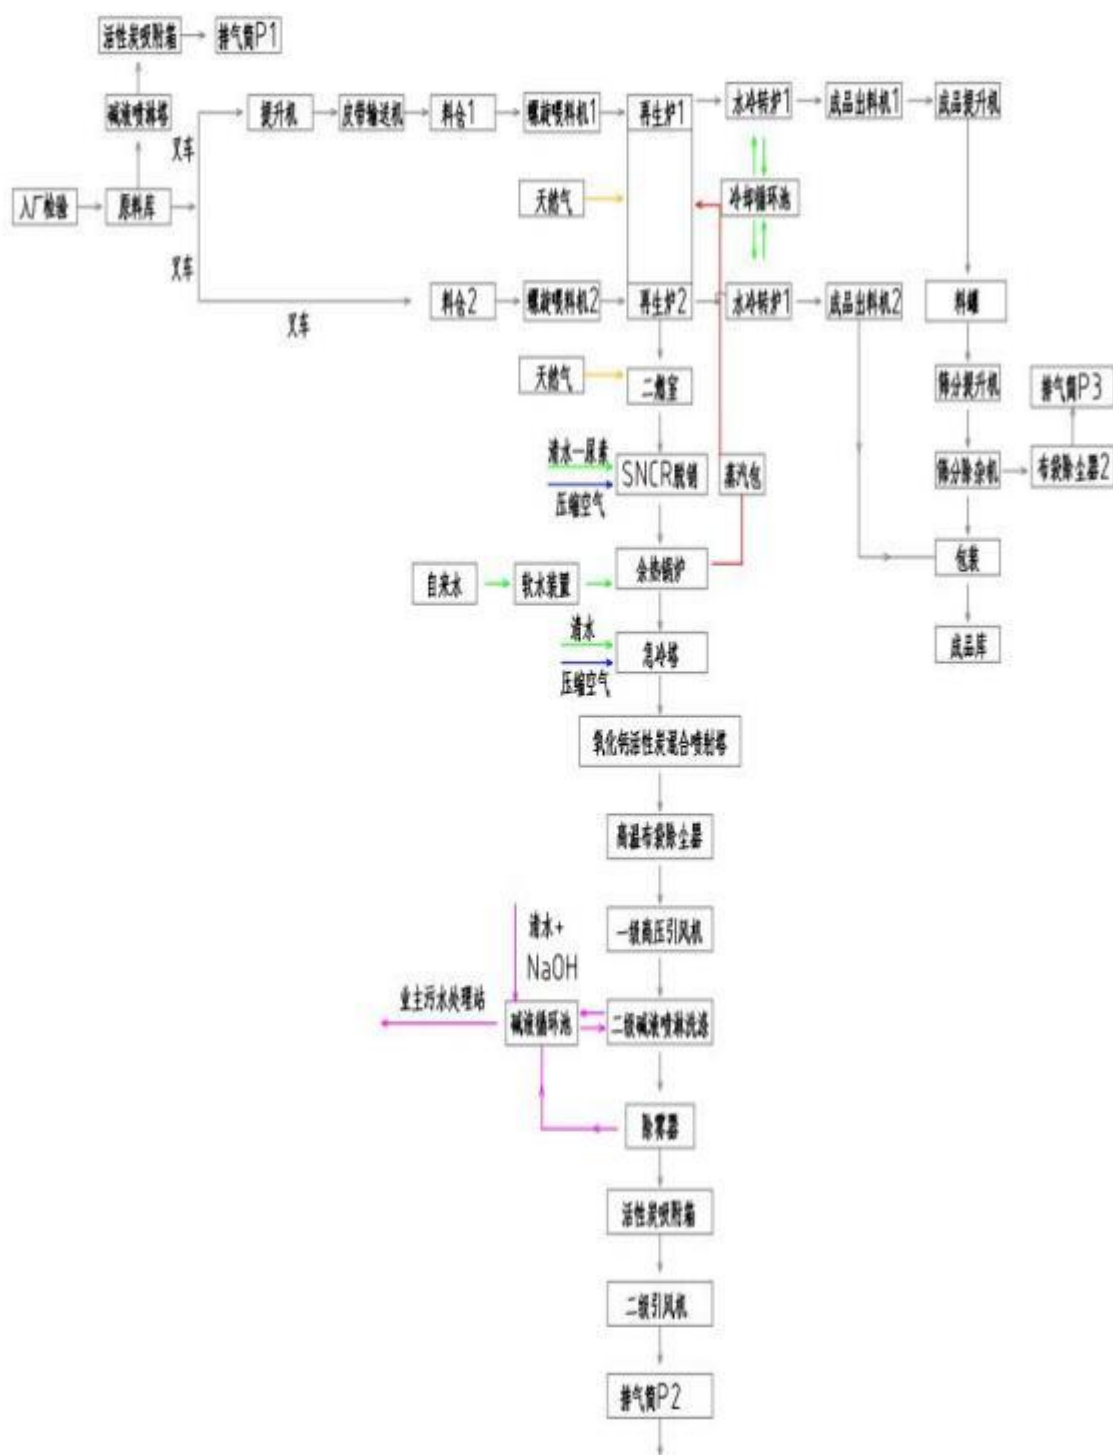 活性炭吸附箱
排气筒P1
碱液喷淋塔
叉车
提升机
皮带输送机
料仓1
螺旋喂料机1
再生炉1
水冷转炉1
成品出料机1
成品提升机
入厂检验
原料库
天然气
冷却循环池
叉车
叉车
料仓2
螺旋喂料机2
再生炉2
水冷转炉1
成品出料机2
料罐
天然气
二燃室
筛分提升机
排气筒P3
清水—尿素
压缩空气
SNCR脱硝
蒸汽包
筛分除杂机
布袋除尘器2
自来水
软水装置
余热锅炉
包装
清水
压缩空气
急冷塔
成品库
氧化钙活性炭混合喷射塔
高温布袋除尘器
清水+
NaOH
一级高压引风机
业主污水处理站
碱液循环池
二级碱液喷淋洗涤
除雾器
活性炭吸附箱
二级引风机
排气筒P2